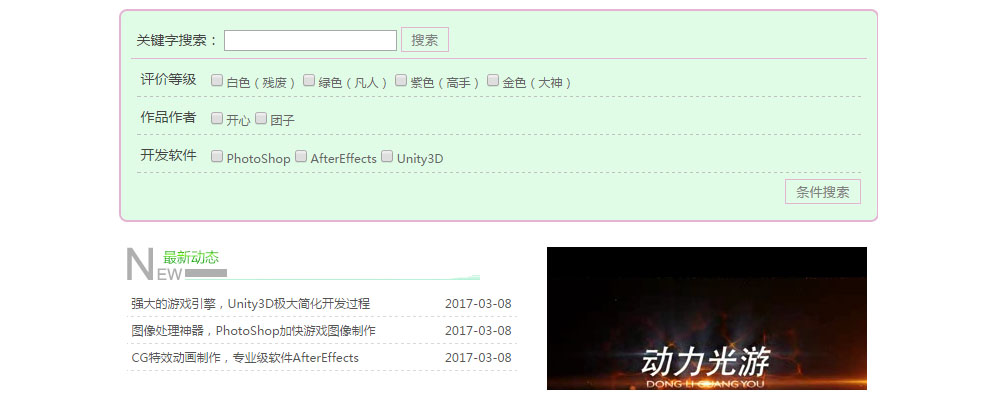 关键字搜索： 搜索
评价等级 白色（残废） 绿色（凡人） 紫色（高手） 金色（大神）
作品作者 开心 团子
开发软件 PhotoShop AfterEffects Unity3D
条件搜索
NEW 最新动态
强大的游戏引擎，Unity3D极大简化开发过程 2017-03-08
图像处理神器，PhotoShop加快游戏图像制作 2017-03-08
CG特效动画制作，专业级软件AfterEffects 2017-03-08
动力光游
DONG LI GUANG YOU